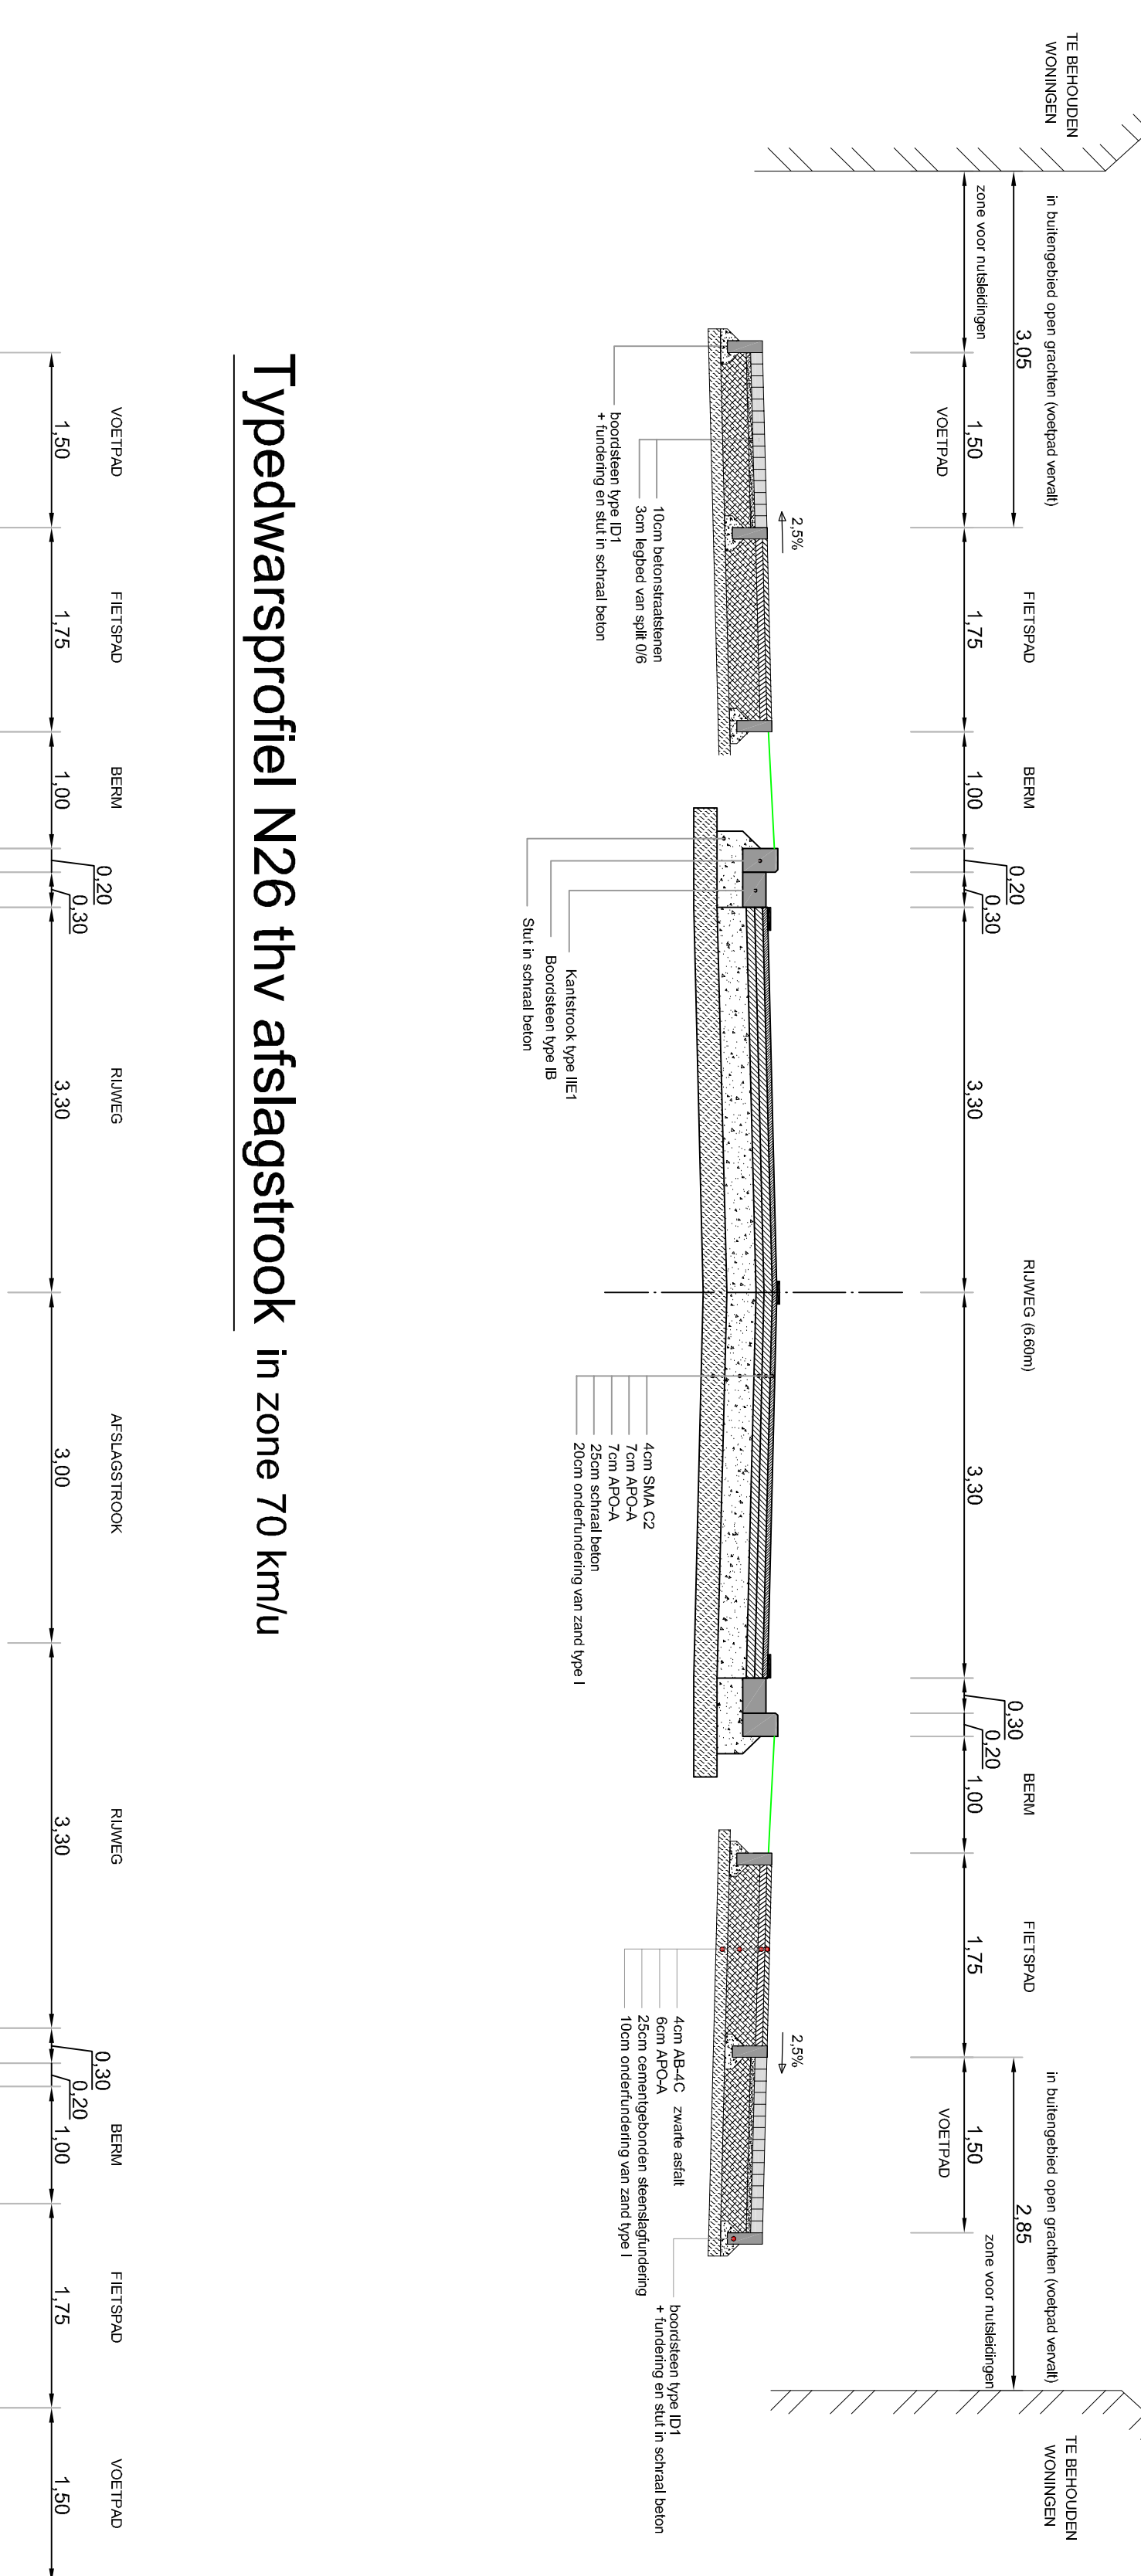 TE BEHOUDEN
WONINGEN
in buitengebied open grachten (voetpad vervalt)
3,05
zone voor nutsleidingen
1,50
VOETPAD
FIETSPAD
1,75
BERM
1,00
0,20
0,30
3,30
RIJWEG (6.60m)
3,30
0,30
0,20
BERM
1,00
FIETSPAD
1,75
in buitengebied open grachten (voetpad vervalt)
2,85
1,50
VOETPAD
zone voor nutsleidingen
TE BEHOUDEN
WONINGEN
2,5%
2,5%
10cm betonstraatstenen
3cm legbed van split 0/6
boordsteen type ID1
+ fundering en stut in schraal beton
Kantstrook type IIE1
Boordsteen type IB
Stut in schraal beton
4cm SMA C2
7cm APO-A
7cm APO-A
25cm schraal beton
20cm onderfundering van zand type I
4cm AB-4C zwarte asfalt
6cm APO-A
25cm cementgebonden steenslagfundering
10cm onderfundering van zand type I
boordsteen type ID1
+ fundering en stut in schraal beton
Typedwarsprofiel N26 thv afslagstrook in zone 70 km/u
VOETPAD
1,50
FIETSPAD
1,75
BERM
1,00
0,20
0,30
RIJWEG
3,30
AFSLAGSTROOK
3,00
RIJWEG
3,30
0,30
0,20
BERM
1,00
FIETSPAD
1,75
VOETPAD
1,50